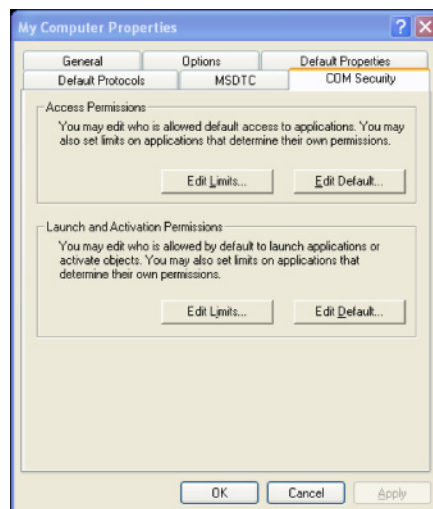 My Computer Properties
General Options Default Properties
Default Protocols MSDTC COM Security
Access Permissions
You may edit who is allowed default access to applications. You may
also set limits on applications that determine their own permissions.
Edit Limits... Edit Default...
Launch and Activation Permissions
You may edit who is allowed by default to launch applications or
activate objects. You may also set limits on applications that
determine their own permissions.
Edit Limits... Edit Default...
OK Cancel Apply